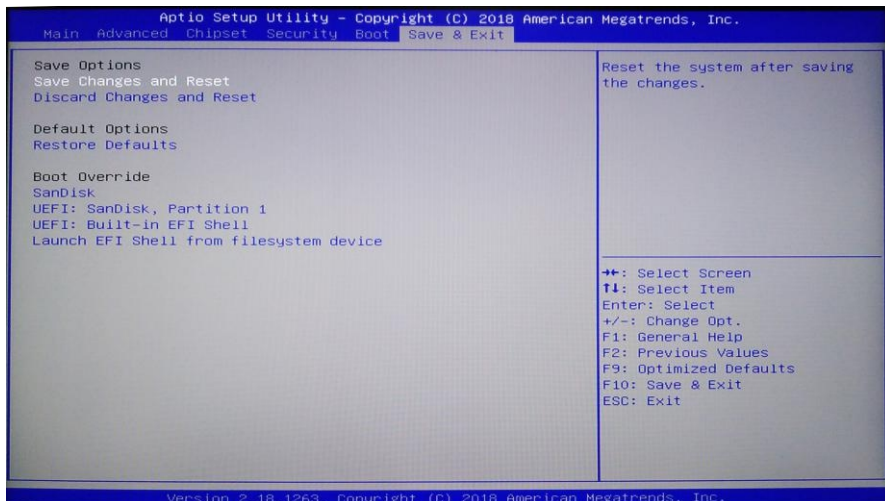 Aptio Setup Utility – Copyright (C) 2018 American Megatrends, Inc.
Main Advanced Chipset Security Boot Save & Exit
Save Options
Save Changes and Reset
Discard Changes and Reset
Default Options
Restore Defaults
Boot Override
SanDisk
UEFI: SanDisk, Partition 1
UEFI: Built-in EFI Shell
Launch EFI Shell from filesystem device
Reset the system after saving
the changes.
→←: Select Screen
↑↓: Select Item
Enter: Select
+/-: Change Opt.
F1: General Help
F2: Previous Values
F9: Optimized Defaults
F10: Save & Exit
ESC: Exit
Version 2.18.1263. Copyright (C) 2018 American Megatrends, Inc.